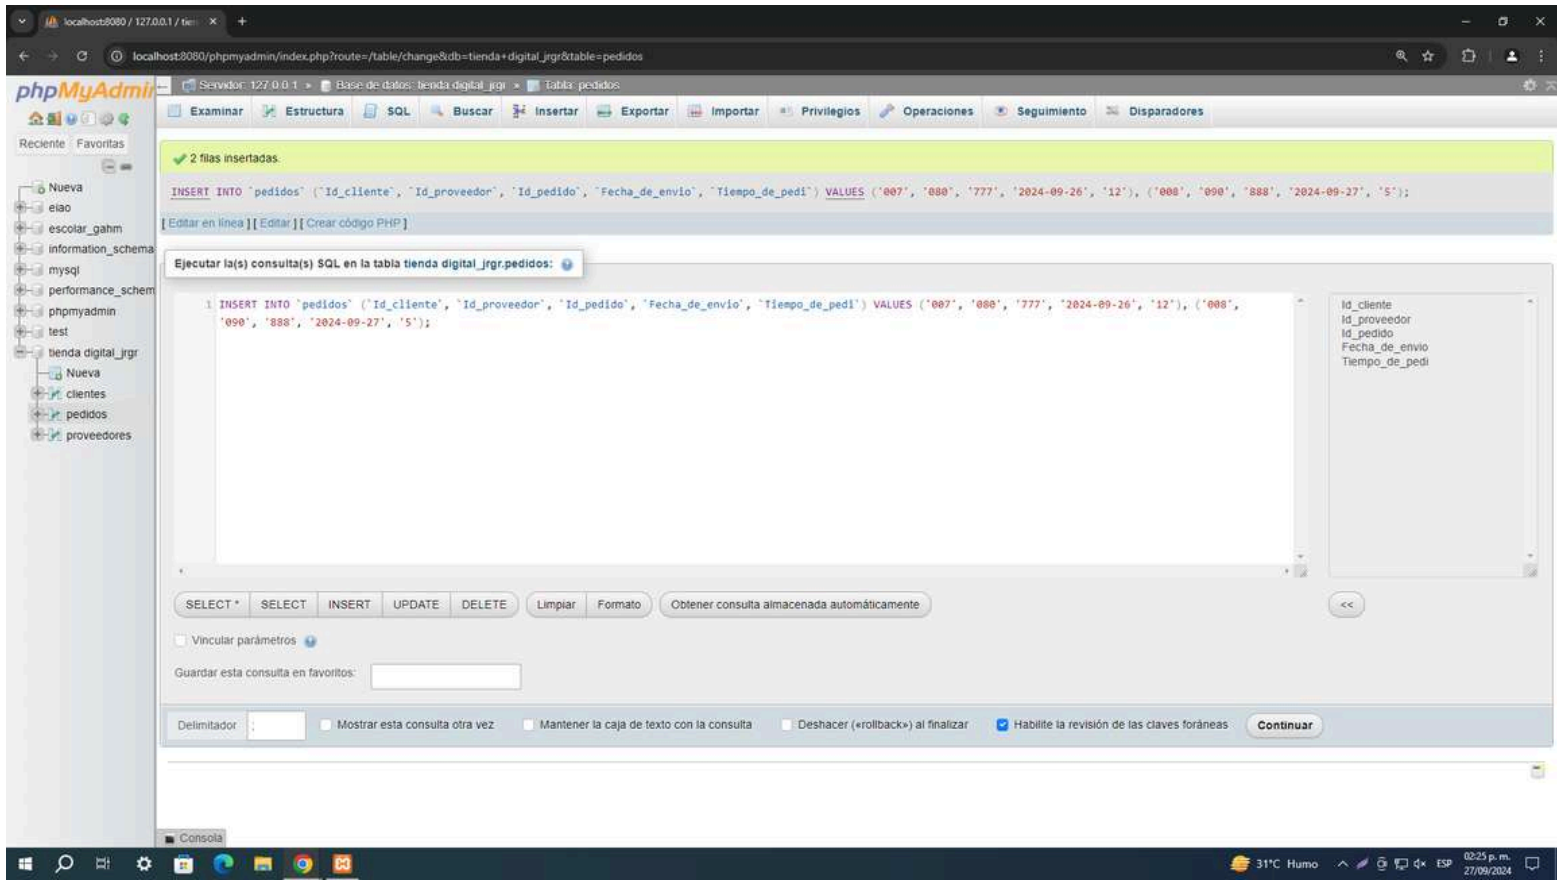 localhost:8080 / 127.0.0.1 / tien
localhost:8080/phpmyadmin/index.php?route=/table/change&db=tienda+digital_jrgr&table=pedidos
phpMyAdmin
Servidor: 127.0.0.1 » Base de datos: tienda digital_jrgr » Tabla: pedidos
Examinar Estructura SQL Buscar Insertar Exportar Importar Privilegios Operaciones Seguimiento Disparadores
Reciente Favoritas
Nueva
eiao
escolar_gahm
information_schema
mysql
performance_schem
phpmyadmin
test
tienda digital_jrgr
Nueva
clientes
pedidos
proveedores
2 filas insertadas.
INSERT INTO `pedidos` (`Id_cliente`, `Id_proveedor`, `Id_pedido`, `Fecha_de_envio`, `Tiempo_de_pedi`) VALUES ('007', '080', '777', '2024-09-26', '12'), ('008', '090', '888', '2024-09-27', '5');
[ Editar en línea ] [ Editar ] [ Crear código PHP ]
Ejecutar la(s) consulta(s) SQL en la tabla tienda digital_jrgr.pedidos:
1 INSERT INTO `pedidos` (`Id_cliente`, `Id_proveedor`, `Id_pedido`, `Fecha_de_envio`, `Tiempo_de_pedi`) VALUES ('007', '080', '777', '2024-09-26', '12'), ('008',
'090', '888', '2024-09-27', '5');
Id_cliente
Id_proveedor
Id_pedido
Fecha_de_envio
Tiempo_de_pedi
SELECT * SELECT INSERT UPDATE DELETE Limpiar Formato Obtener consulta almacenada automáticamente <<
Vincular parámetros
Guardar esta consulta en favoritos:
Delimitador ; Mostrar esta consulta otra vez Mantener la caja de texto con la consulta Deshacer («rollback») al finalizar Habilite la revisión de las claves foráneas Continuar
Consola
31°C Humo ESP 02:25 p. m.
27/09/2024